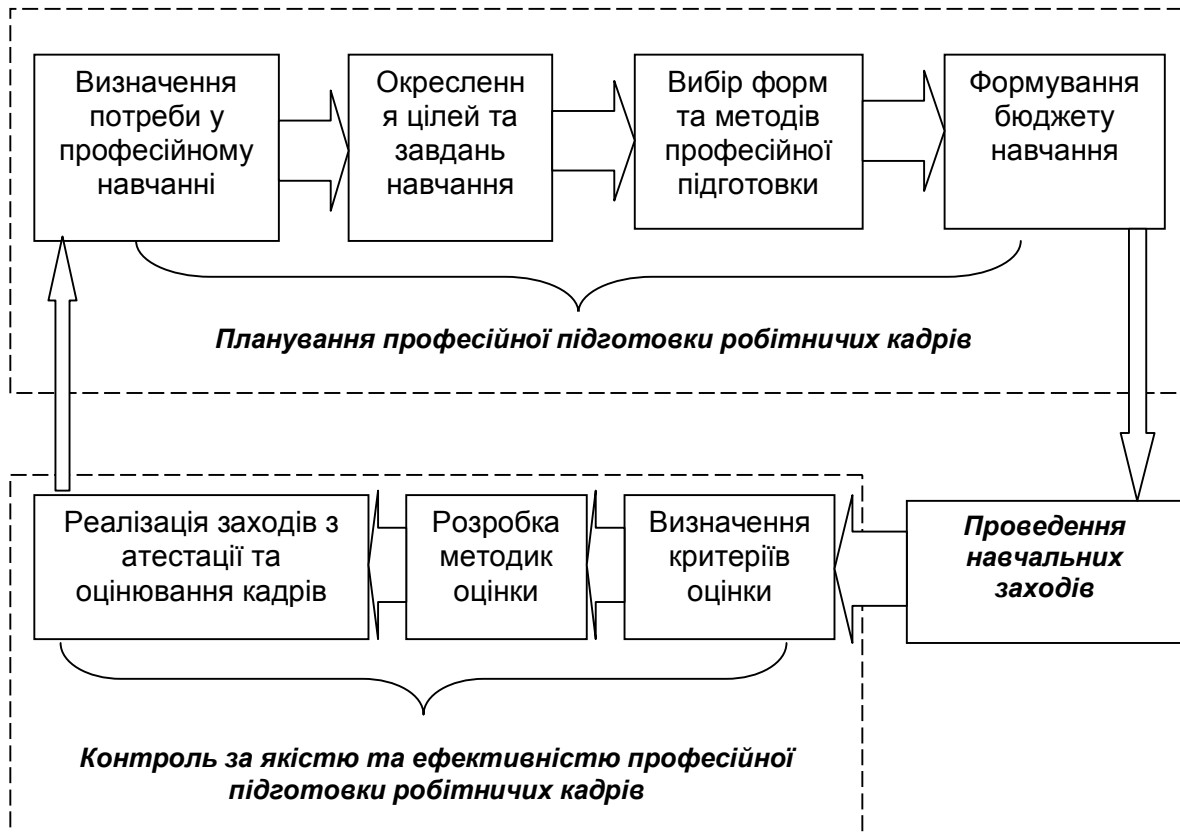 Визначення
потреби у
професійному
навчанні
Окресленн
я цілей та
завдань
навчання
Вибір форм
та методів
професійної
підготовки
Формування
бюджету
навчання
Планування професійної підготовки робітничих кадрів
Реалізація заходів з
атестації та
оцінювання кадрів
Розробка
методик
оцінки
Визначення
критеріїв
оцінки
Проведення
навчальних
заходів
Контроль за якістю та ефективністю професійної
підготовки робітничих кадрів